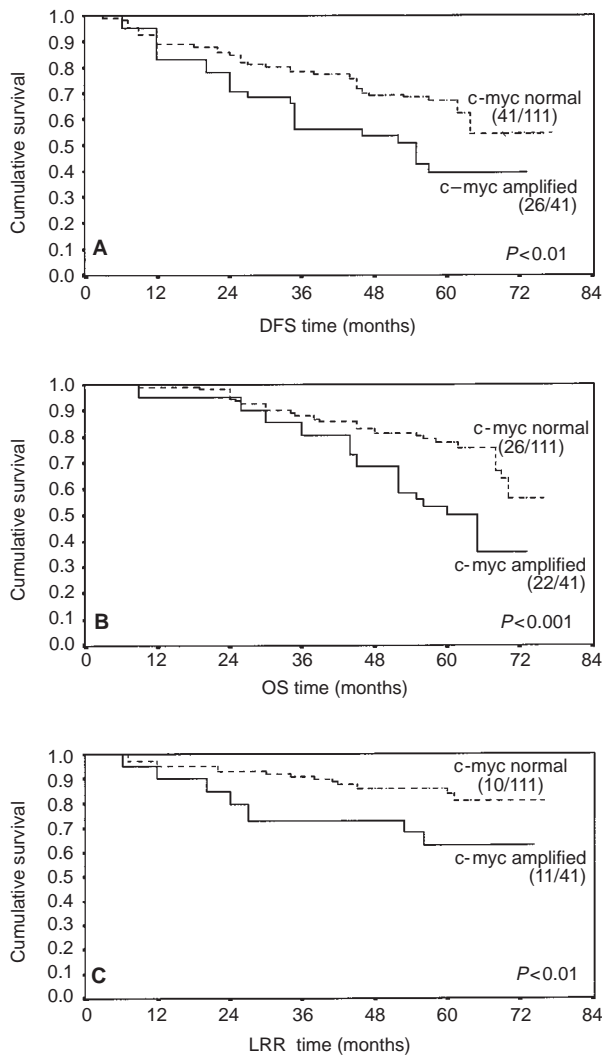 1.0
0.9
0.8
0.7
0.6
0.5
0.4
0.3
0.2
0.1
0.0
Cumulative survival
c-myc normal
(41/111)
c–myc amplified
(26/41)
A
P<0.01
0 12 24 36 48 60 72 84
DFS time (months)
1.0
0.9
0.8
0.7
0.6
0.5
0.4
0.3
0.2
0.1
0.0
Cumulative survival
c-myc normal
(26/111)
c-myc amplified
(22/41)
B
P<0.001
0 12 24 36 48 60 72 84
OS time (months)
1.0
0.9
0.8
0.7
0.6
0.5
0.4
0.3
0.2
0.1
0.0
Cumulative survival
c-myc normal
(10/111)
c-myc amplified
(11/41)
C
P<0.01
0 12 24 36 48 60 72 84
LRR time (months)